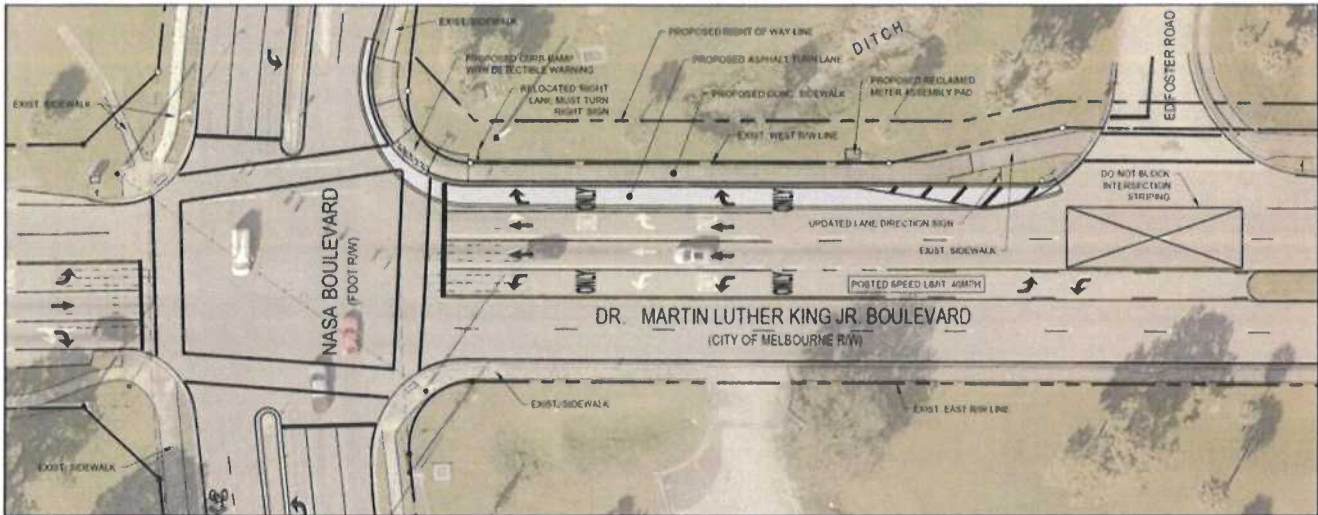 EXIST. SIDEWALK
PROPOSED RIGHT OF WAY LINE
DITCH
PROPOSED CURB RAMP
WITH DETECTIBLE WARNING
PROPOSED ASPHALT TURN LANE
PROPOSED RECLAIMED
METER ASSEMBLY PAD
ED FOSTER ROAD
EXIST. SIDEWALK
RELOCATED RIGHT
LANE MUST TURN
RIGHT SIGN
PROPOSED CONC. SIDEWALK
EXIST. WEST R/W LINE
DO NOT BLOCK
INTERSECTION
STRIPING
ONLY
ONLY
UPDATED LANE DIRECTION SIGN
EXIST. SIDEWALK
NASA BOULEVARD
(FDOT R/W)
ONLY
ONLY
POSTED SPEED LIMIT 40MPH
DR. MARTIN LUTHER KING JR. BOULEVARD
(CITY OF MELBOURNE R/W)
EXIST. SIDEWALK
EXIST. EAST R/W LINE
EXIST. SIDEWALK